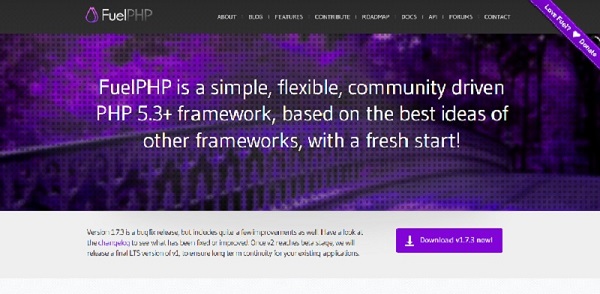 FuelPHP
ABOUT | BLOG | FEATURES | CONTRIBUTE | ROADMAP | DOCS | API | FORUMS | CONTACT
Love Fuel? ♥ Donate
FuelPHP is a simple, flexible, community driven
PHP 5.3+ framework, based on the best ideas of
other frameworks, with a fresh start!
Version 1.7.3 is a bugfix release, but includes quite a few improvements as well. Have a look at
the changelog to see what has been fixed or improved. Once v2 reaches beta stage, we will
release a final LTS version of v1, to ensure long term continuity for your existing applications.
Download v1.7.3 now!